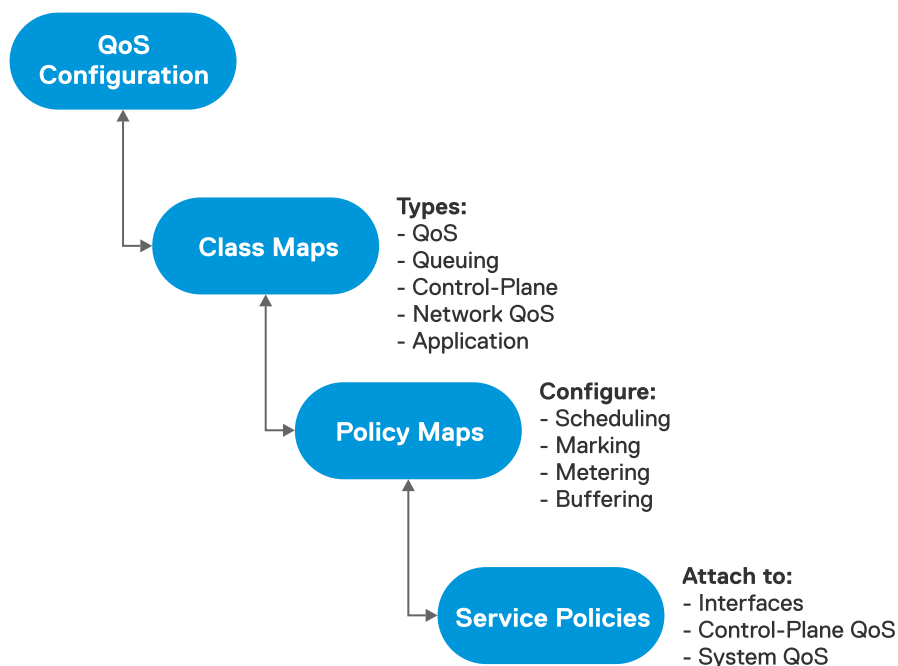 QoS
Configuration
Class Maps
Types:
- QoS
- Queuing
- Control-Plane
- Network QoS
- Application
Policy Maps
Configure:
- Scheduling
- Marking
- Metering
- Buffering
Service Policies
Attach to:
- Interfaces
- Control-Plane QoS
- System QoS